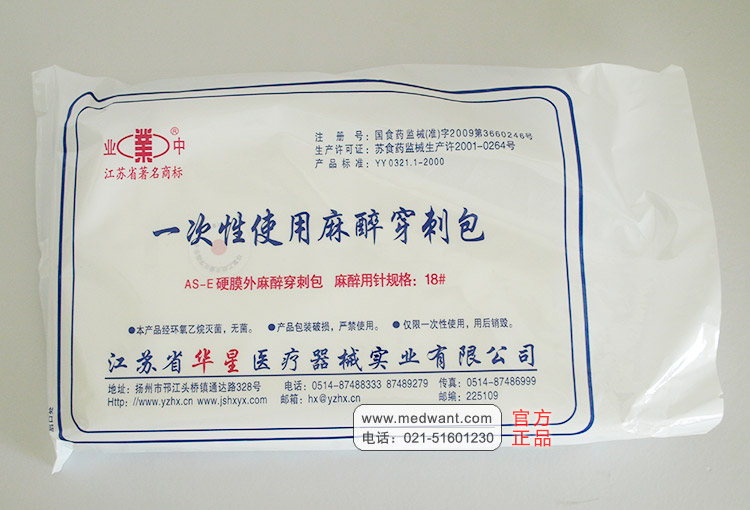 業
业 中 ®
江苏省著名商标
注 册 号: 国食药监械(准)字2009第3660246号
生产许可证: 苏食药监械生产许2001-0264号
产品标准: YY0321.1-2000
一次性使用麻醉穿刺包
AS-E硬膜外麻醉穿刺包 麻醉用针规格: 18#
●本产品经环氧乙烷灭菌,无菌。 ●产品包装破损,严禁使用。 ●仅限一次性使用,用后销毁。
江苏省华星医疗器械实业有限公司
地址: 扬州市邗江头桥镇通达路328号 电话: 0514-87488333 87489279 传真: 0514-87486999
Http: //www.yzhx.cn www.jshxyx.com 邮箱: hx@yzhx.cn 邮编: 225109
www.medwant.com
电话: 021-51601230
官方
正品